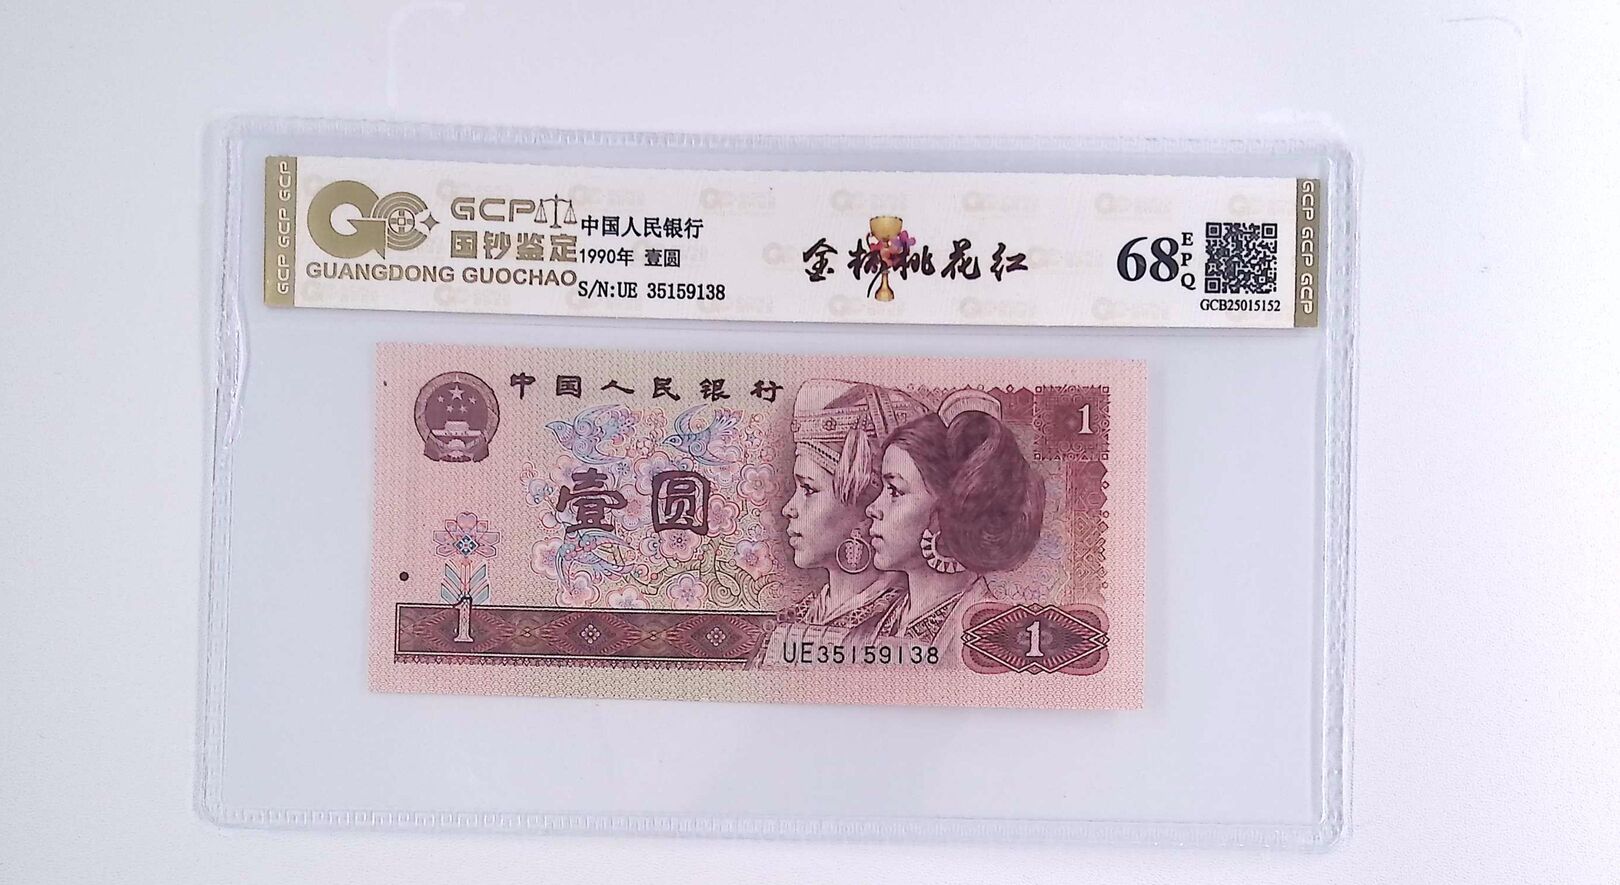 GCP GCP GCP
GCP
国钞鉴定
GUANGDONG GUOCHAO
中国人民银行
1990年 壹圆
S/N:UE 35159138
金杯桃花红
68
EPQ
GCB25015152
GCP GCP GCP
中国人民银行
1
壹圆
1
1
UE35159138